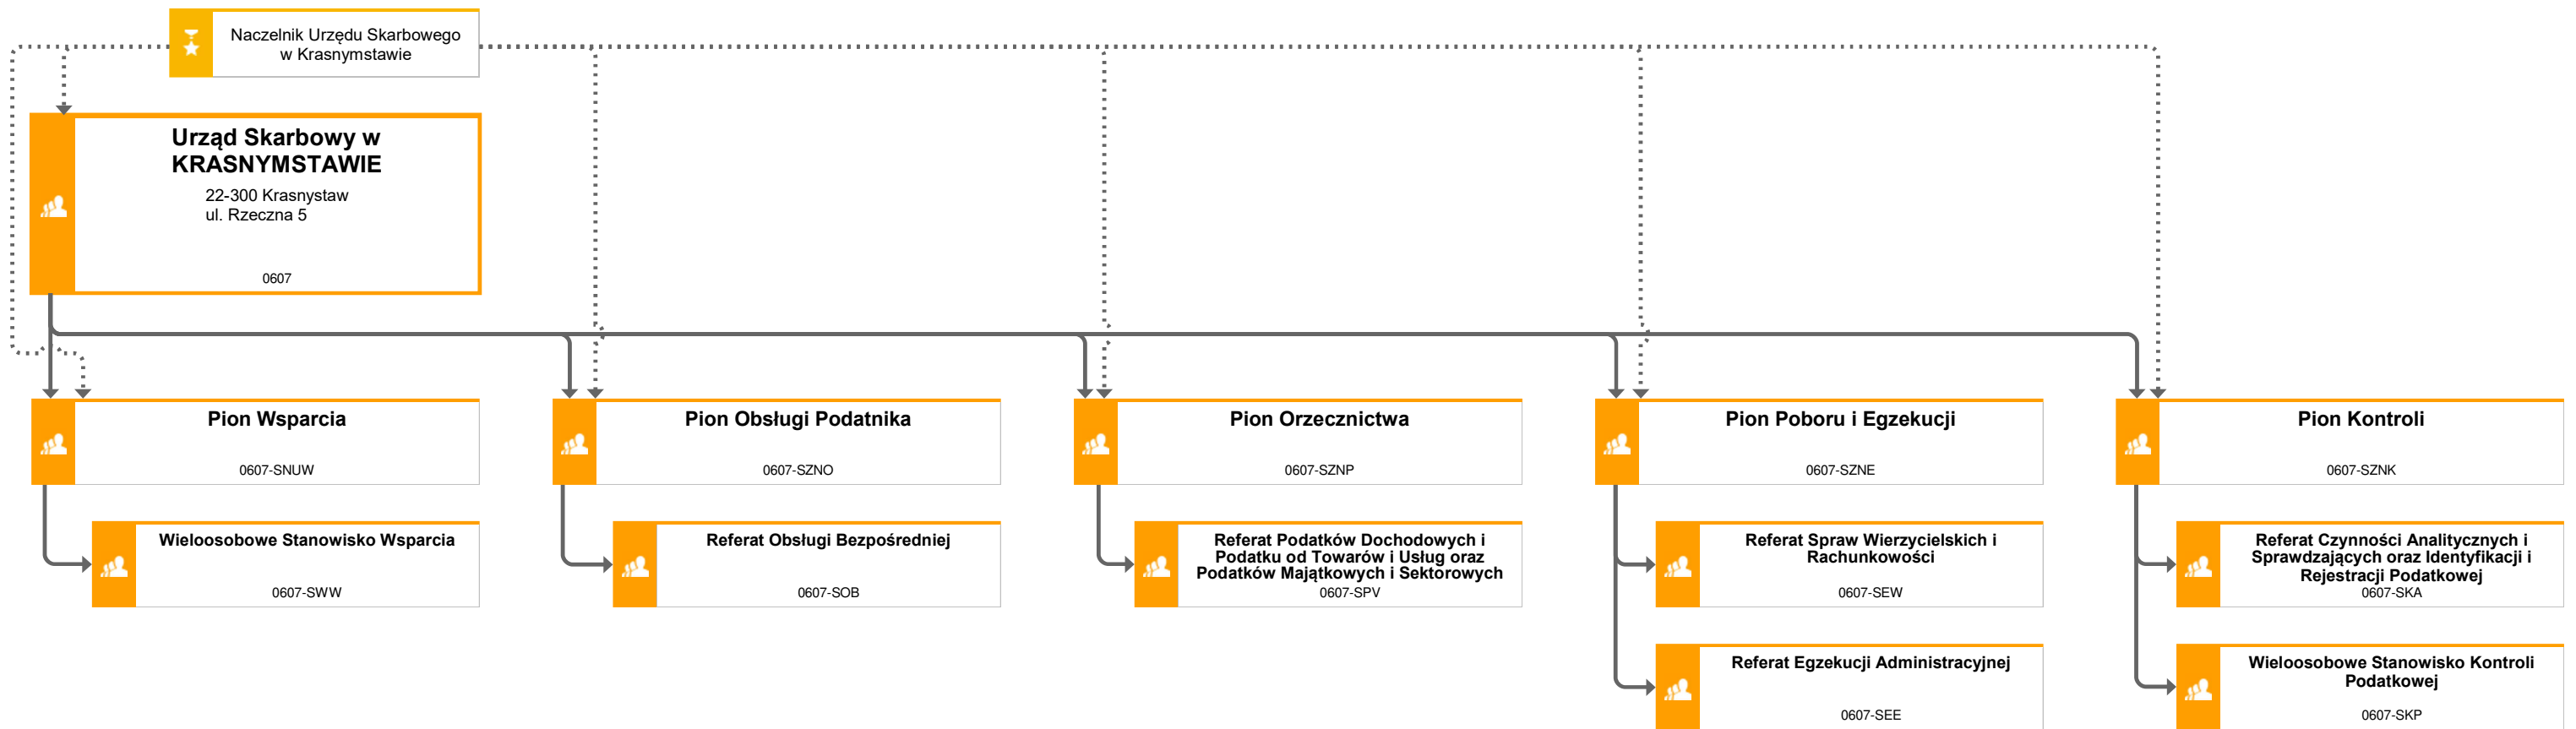 Naczelnik Urzędu Skarbowego
w Krasnymstawie
Urząd Skarbowy w
KRASNYMSTAWIE
22-300 Krasnystaw
ul. Rzeczna 5
0607
Pion Wsparcia
0607-SNUW
Pion Obsługi Podatnika
0607-SZNO
Pion Orzecznictwa
0607-SZNP
Pion Poboru i Egzekucji
0607-SZNE
Pion Kontroli
0607-SZNK
Wieloosobowe Stanowisko Wsparcia
0607-SWW
Referat Obsługi Bezpośredniej
0607-SOB
Referat Podatków Dochodowych i
Podatku od Towarów i Usług oraz
Podatków Majątkowych i Sektorowych
0607-SPV
Referat Spraw Wierzycielskich i
Rachunkowości
0607-SEW
Referat Czynności Analitycznych i
Sprawdzających oraz Identyfikacji i
Rejestracji Podatkowej
0607-SKA
Referat Egzekucji Administracyjnej
0607-SEE
Wieloosobowe Stanowisko Kontroli
Podatkowej
0607-SKP